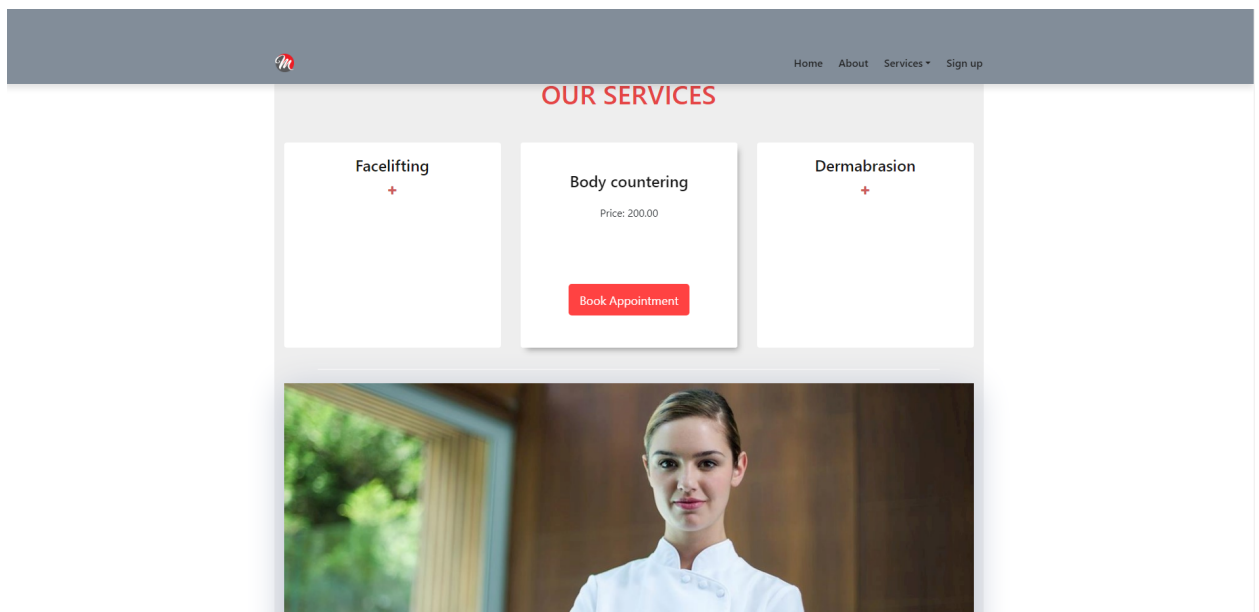 M
Home About Services Sign up
OUR SERVICES
Facelifting
+
Body countering
Price: 200.00
Book Appointment
Dermabrasion
+